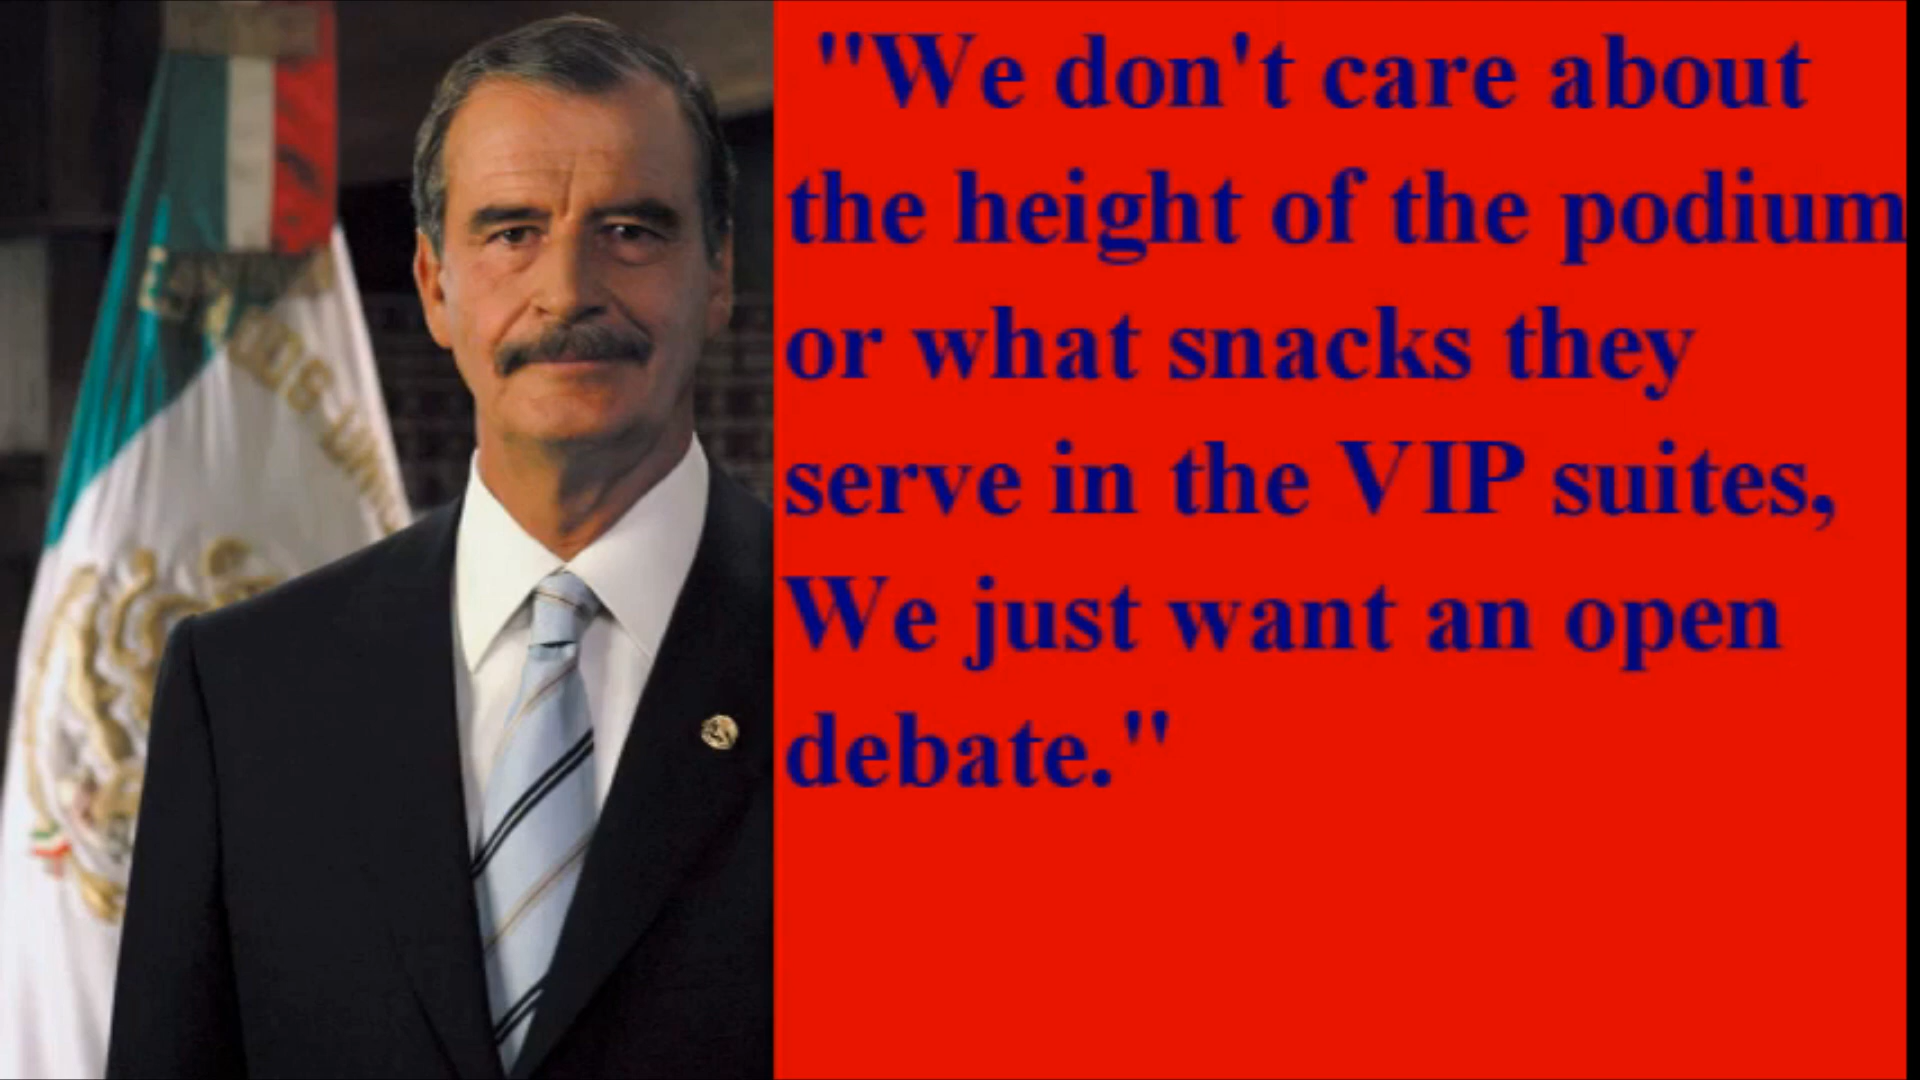 "We don't care about
the height of the podium
or what snacks they
serve in the VIP suites,
We just want an open
debate."